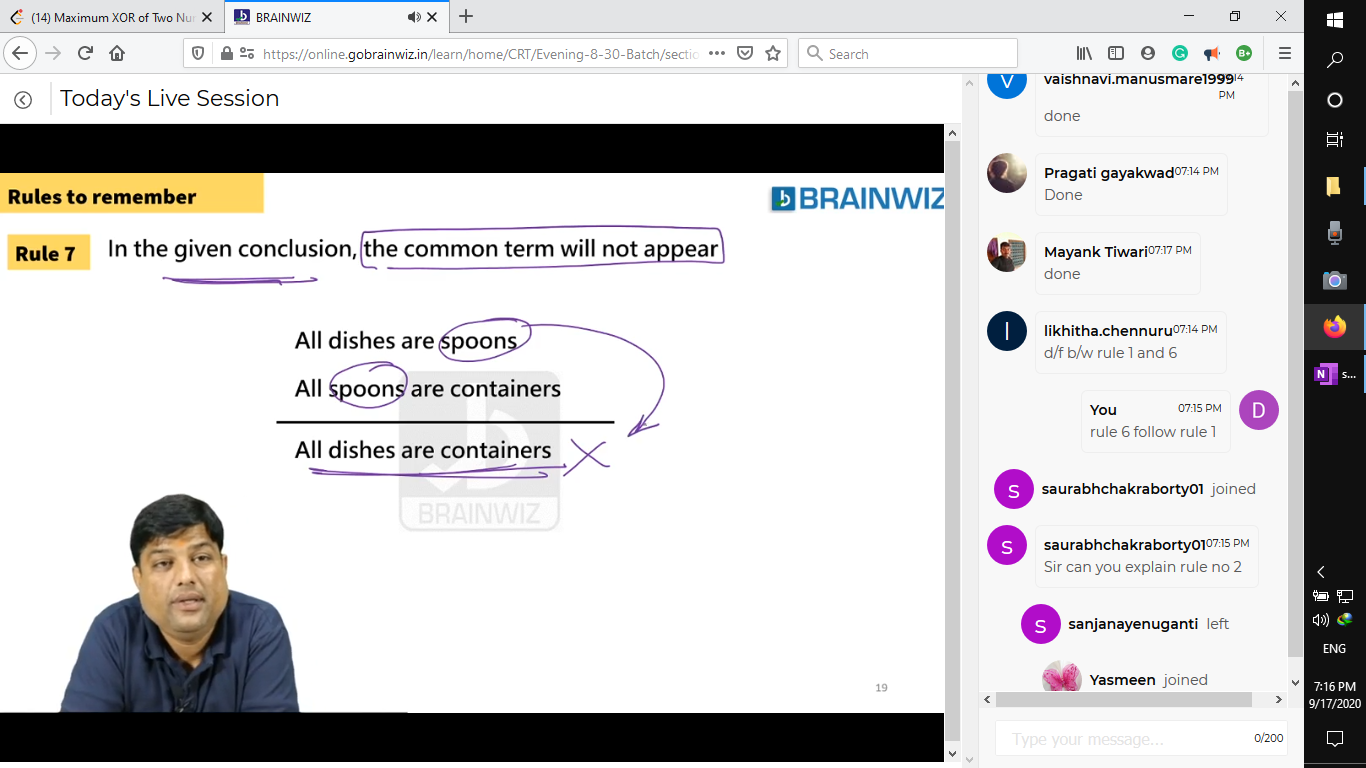 (14) Maximum XOR of Two Nu
BRAINWIZ
https://online.gobrainwiz.in/learn/home/CRT/Evening-8-30-Batch/sectio
Search
Today's Live Session
Rules to remember
BRAINWIZ
Rule 7
In the given conclusion, the common term will not appear
All dishes are spoons
All spoons are containers
All dishes are containers
BRAINWIZ
19
vaishnavi.manusmare1999
PM
done
Pragati gayakwad 07:14 PM
Done
Mayank Tiwari 07:17 PM
done
likhitha.chennuru 07:14 PM
d/f b/w rule 1 and 6
You 07:15 PM
rule 6 follow rule 1
saurabhchakraborty01 joined
saurabhchakraborty01 07:15 PM
Sir can you explain rule no 2
sanjanayenuganti left
Yasmeen joined
Type your message...
0/200
ENG
7:16 PM
9/17/2020